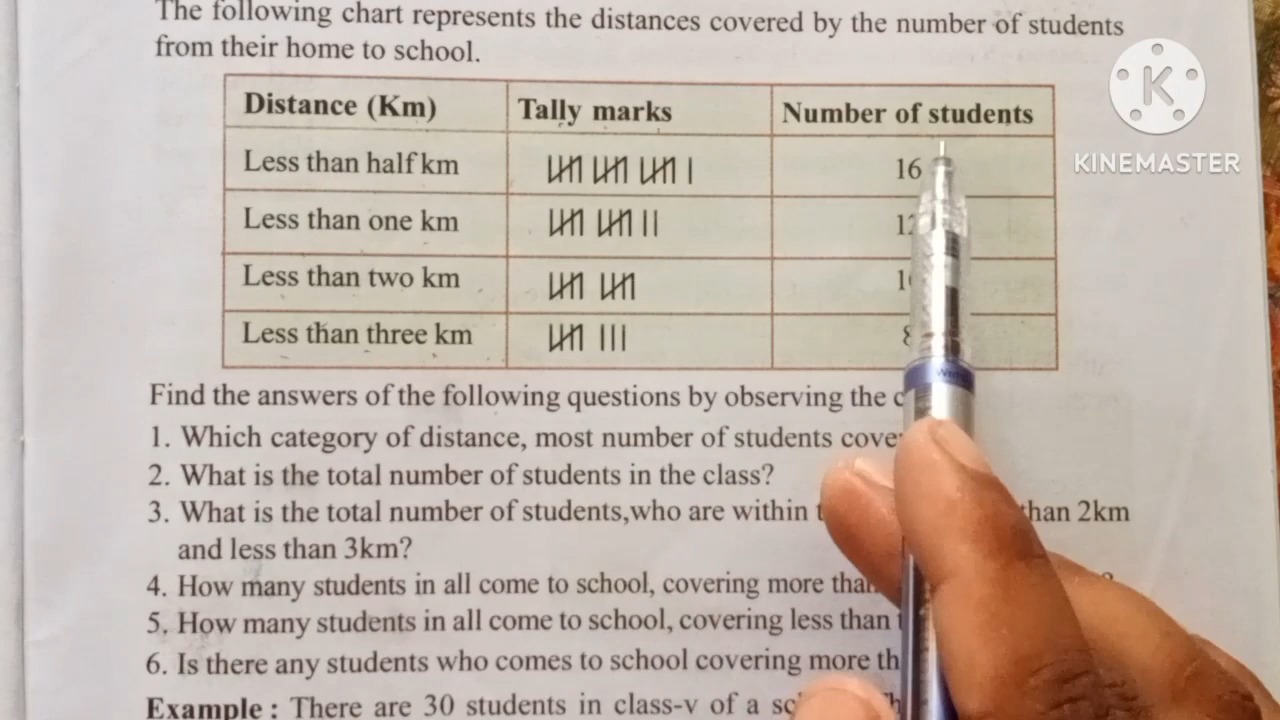 The following chart represents the distances covered by the number of students
from their home to school.
Distance (Km) Tally marks Number of students
Less than half km 16
Less than one km
Less than two km
Less than three km
Find the answers of the following questions by observing the
1. Which category of distance, most number of students
2. What is the total number of students in the class?
3. What is the total number of students,who are within than 2km
and less than 3km?
4. How many students in all come to school, covering more
5. How many students in all come to school, covering less than
6. Is there any students who comes to school covering more
Example : There are 30 students in class-v of a
K
KINEMASTER